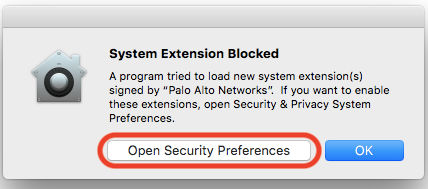 System Extension Blocked
A program tried to load new system extension(s)
signed by “Palo Alto Networks”.  If you want to enable
these extensions, open Security & Privacy System
Preferences.
Open Security Preferences
OK